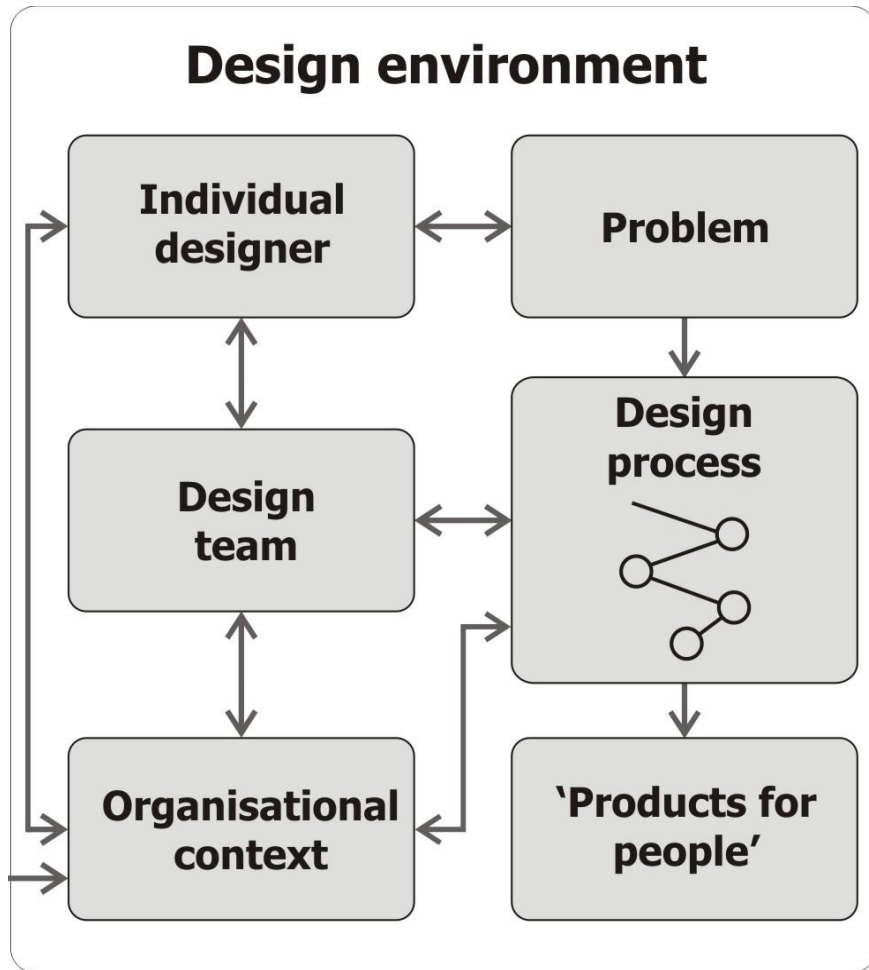 Design environment
Individual
designer
Problem
Design
team
Design
process
Organisational
context
‘Products for
people’